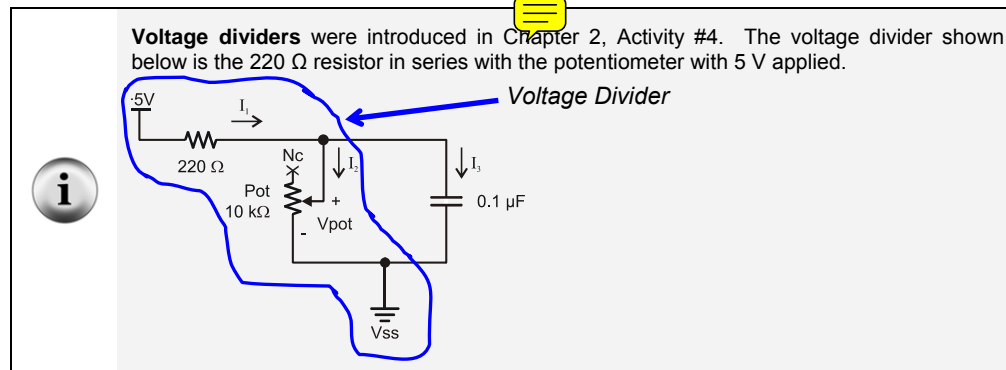 Voltage dividers were introduced in Chapter 2, Activity #4. The voltage divider shown
below is the 220 Ω resistor in series with the potentiometer with 5 V applied.
Voltage Divider
5V
I₁
220 Ω
Nc
I₂
I₃
Pot
10 kΩ
+
Vpot
-
0.1 µF
Vss
i